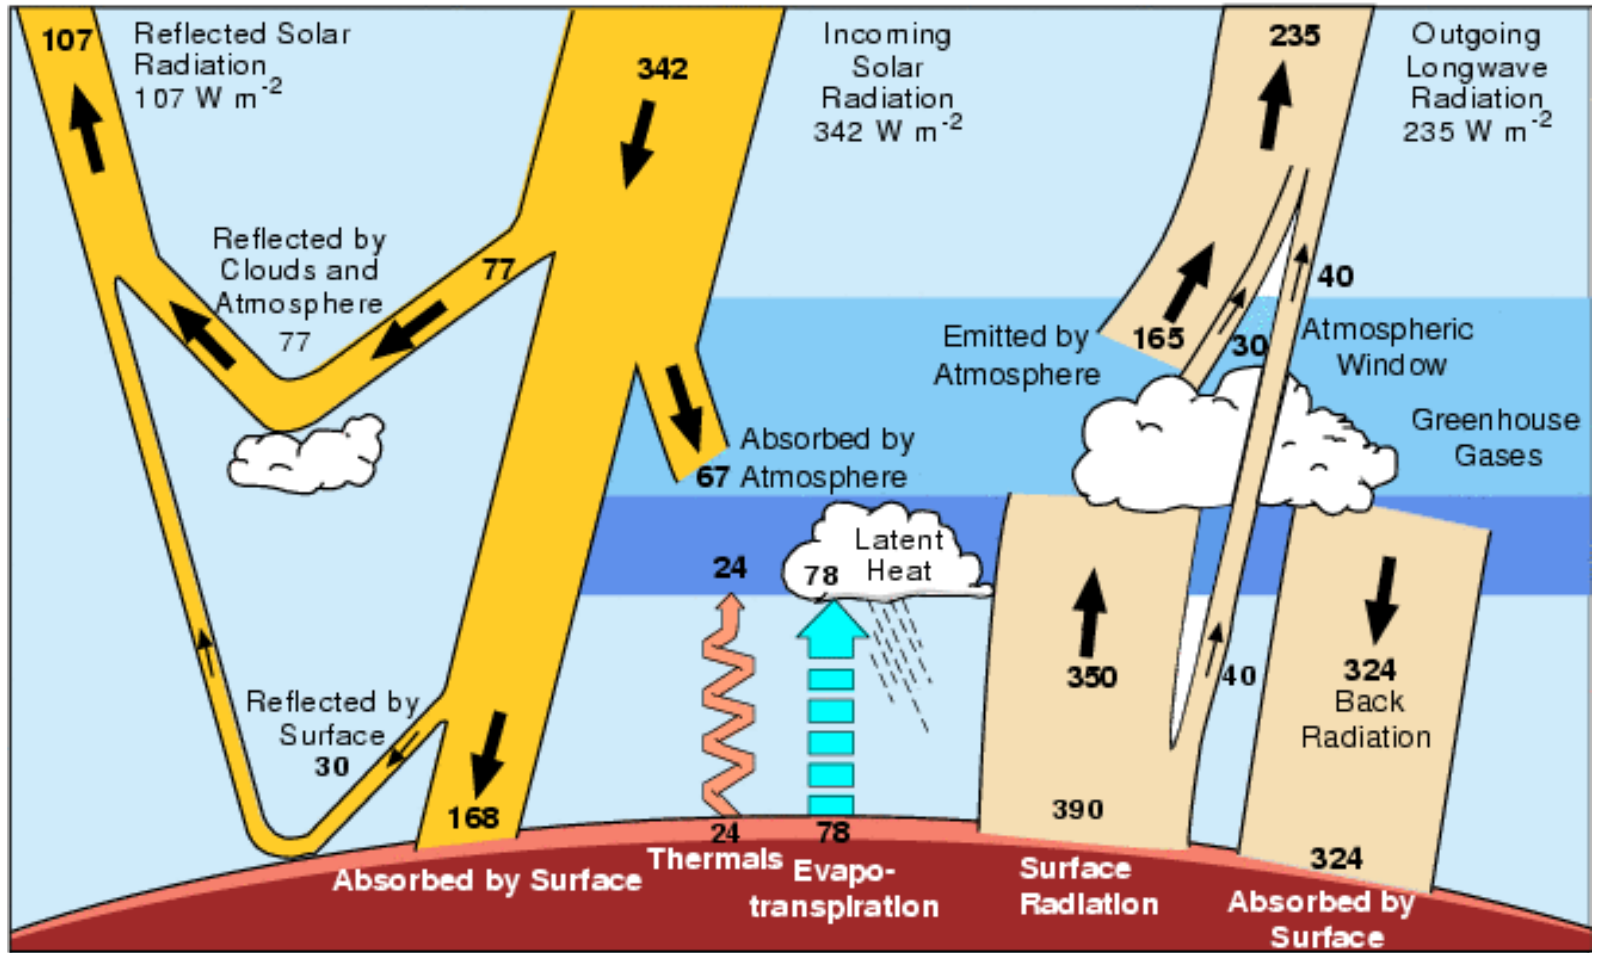 107
Reflected Solar
Radiation
107 W m-2
342
Incoming
Solar
Radiation
342 W m-2
235
Outgoing
Longwave
Radiation
235 W m-2
Reflected by
Clouds and
Atmosphere
77
77
40
Emitted by
Atmosphere
165
30
Atmospheric
Window
Greenhouse
Gases
Absorbed by
67 Atmosphere
24
Latent
Heat
78
350
40
324
Back
Radiation
Reflected by
Surface
30
168
390
324
24
78
Thermals
Evapo-
transpiration
Absorbed by Surface
Surface
Radiation
Absorbed by
Surface